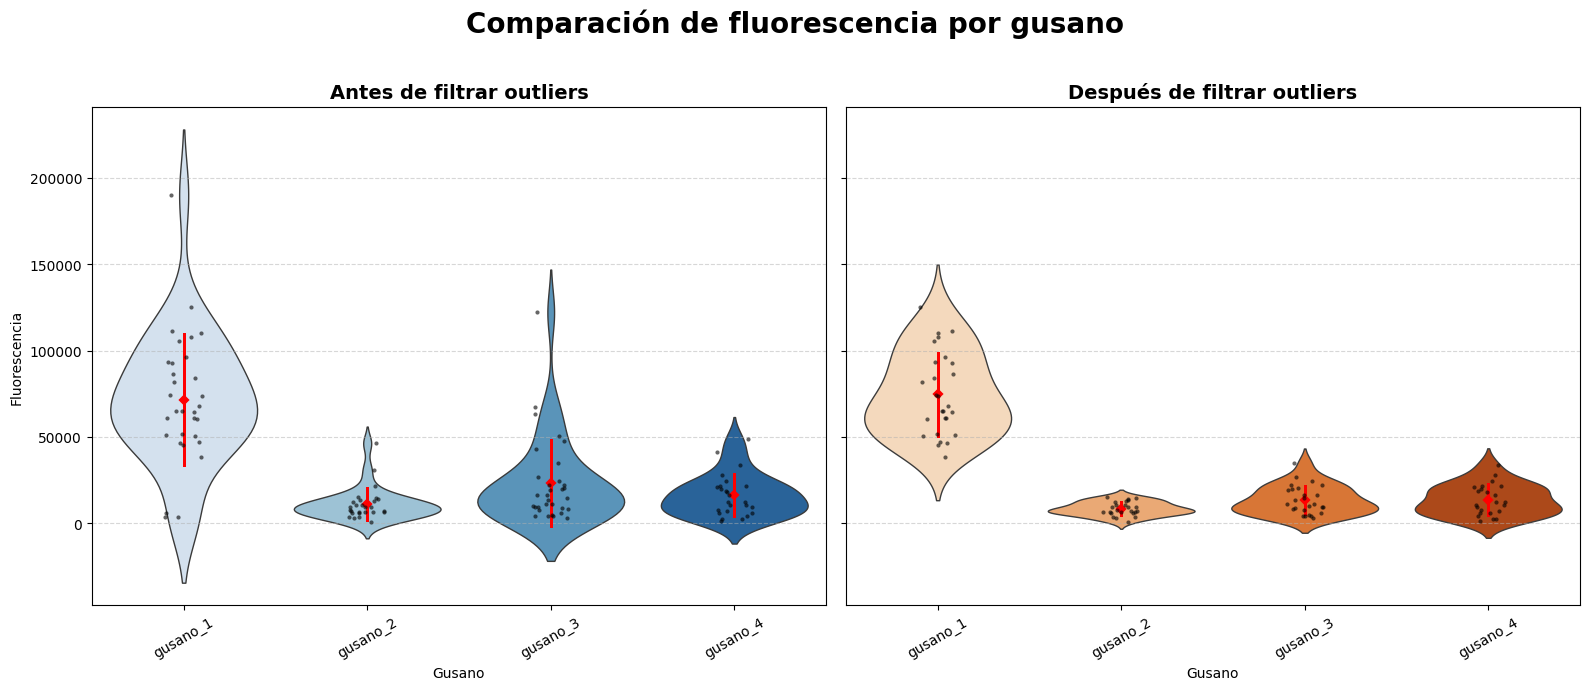 Comparación de fluorescencia por gusano
Antes de filtrar outliers
Después de filtrar outliers
Fluorescencia
200000
150000
100000
50000
0
gusano_1
gusano_2
gusano_3
gusano_4
Gusano
gusano_1
gusano_2
gusano_3
gusano_4
Gusano